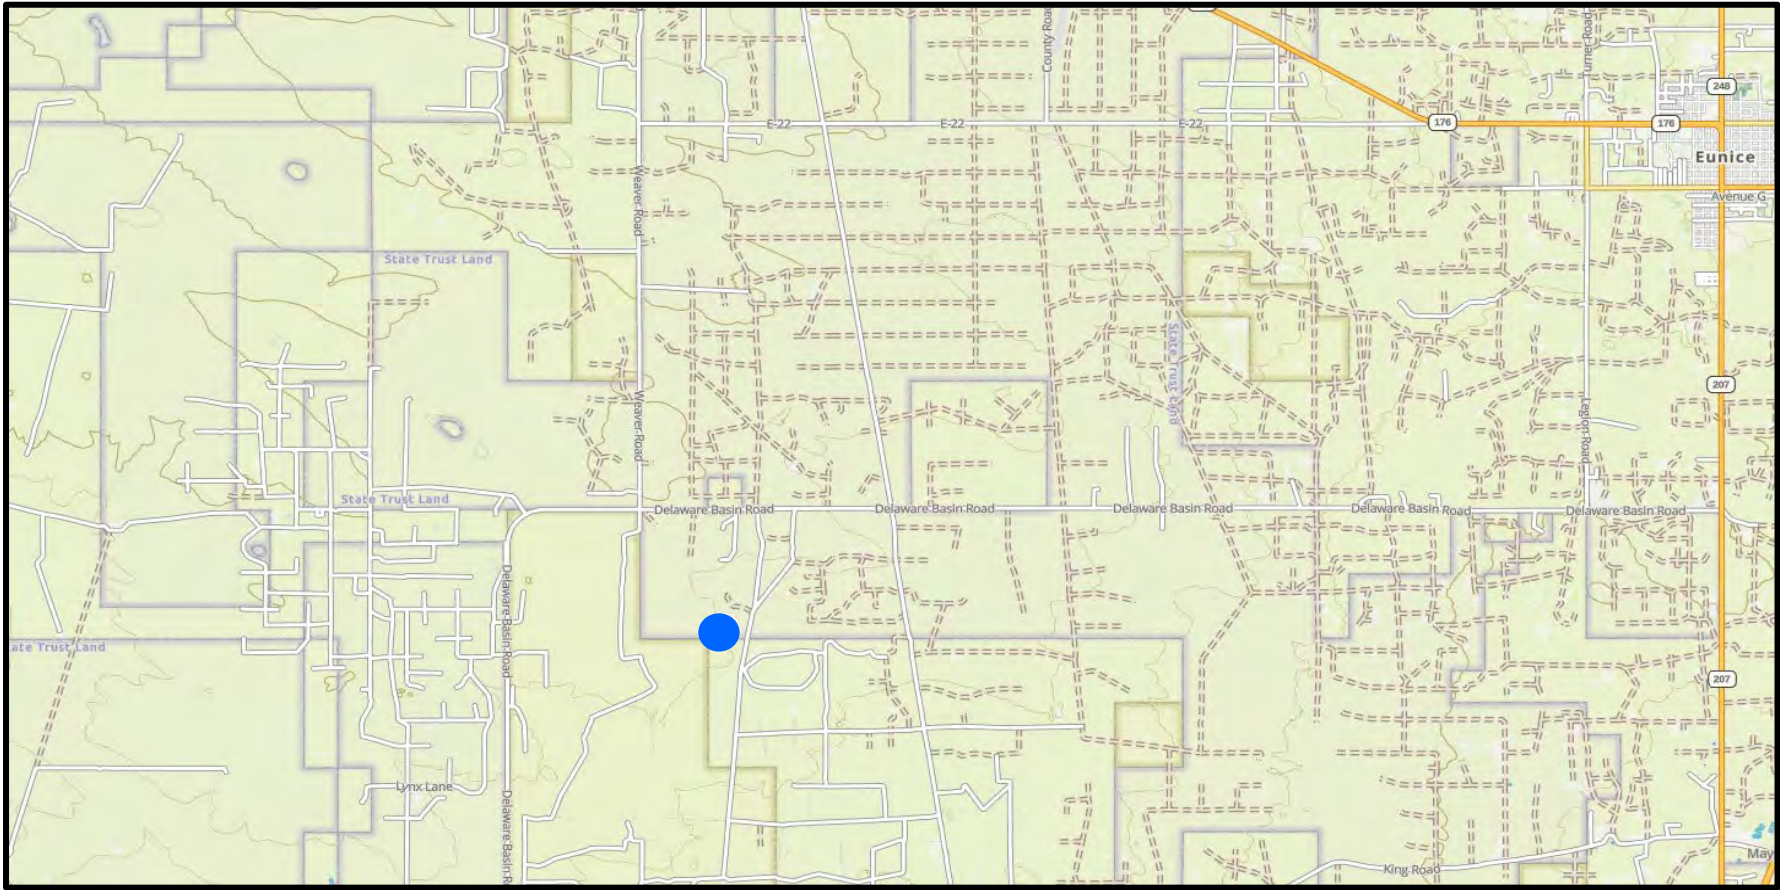 County Road
Turner Road
248
E-22
E-22
E-22
176
176
Eunice
Weaver Road
Avenue G
State Trust Land
State Trust Land
207
Weaver Road
Legion Road
State Trust Land
Delaware Basin Road
Delaware Basin Road
Delaware Basin Road
Delaware Basin Road
Delaware Basin Road
Delaware Basin Road
ate Trust Land
207
Lynx Lane
Delaware Basin R
King Road
May